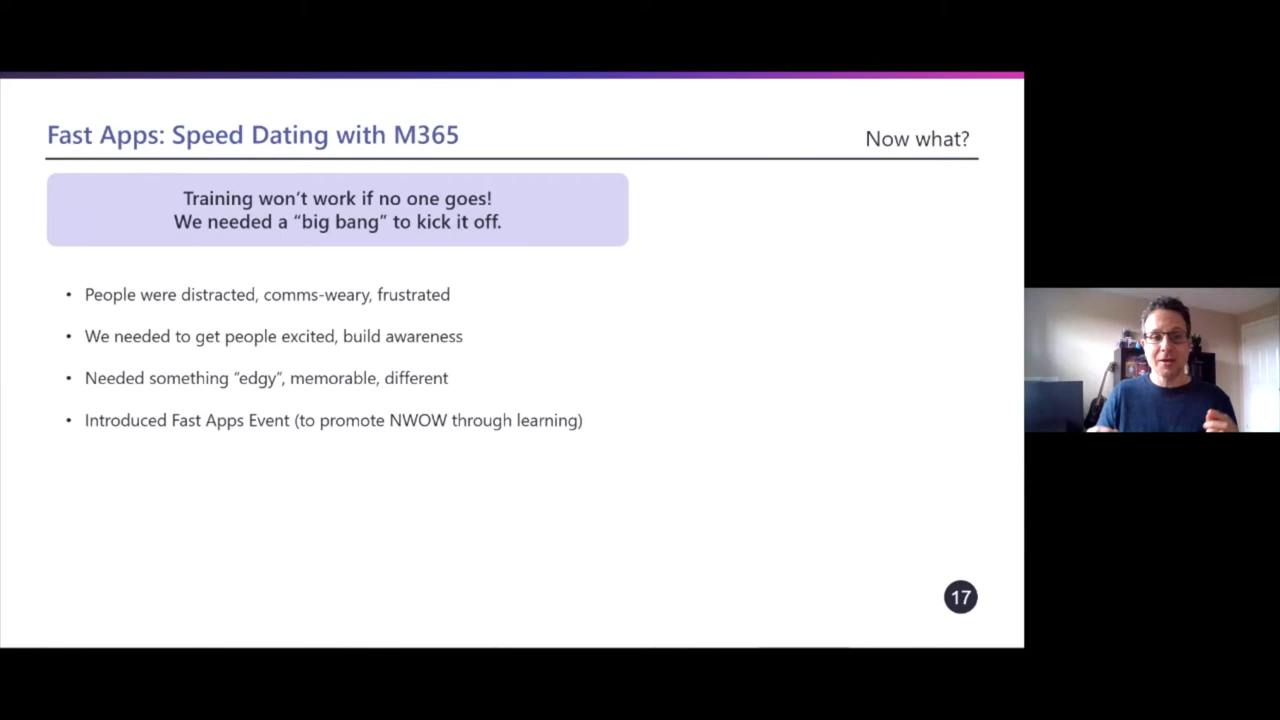 Fast Apps: Speed Dating with M365
Now what?
Training won’t work if no one goes!
We needed a “big bang” to kick it off.
• People were distracted, comms-weary, frustrated
• We needed to get people excited, build awareness
• Needed something “edgy”, memorable, different
• Introduced Fast Apps Event (to promote NWOW through learning)
17